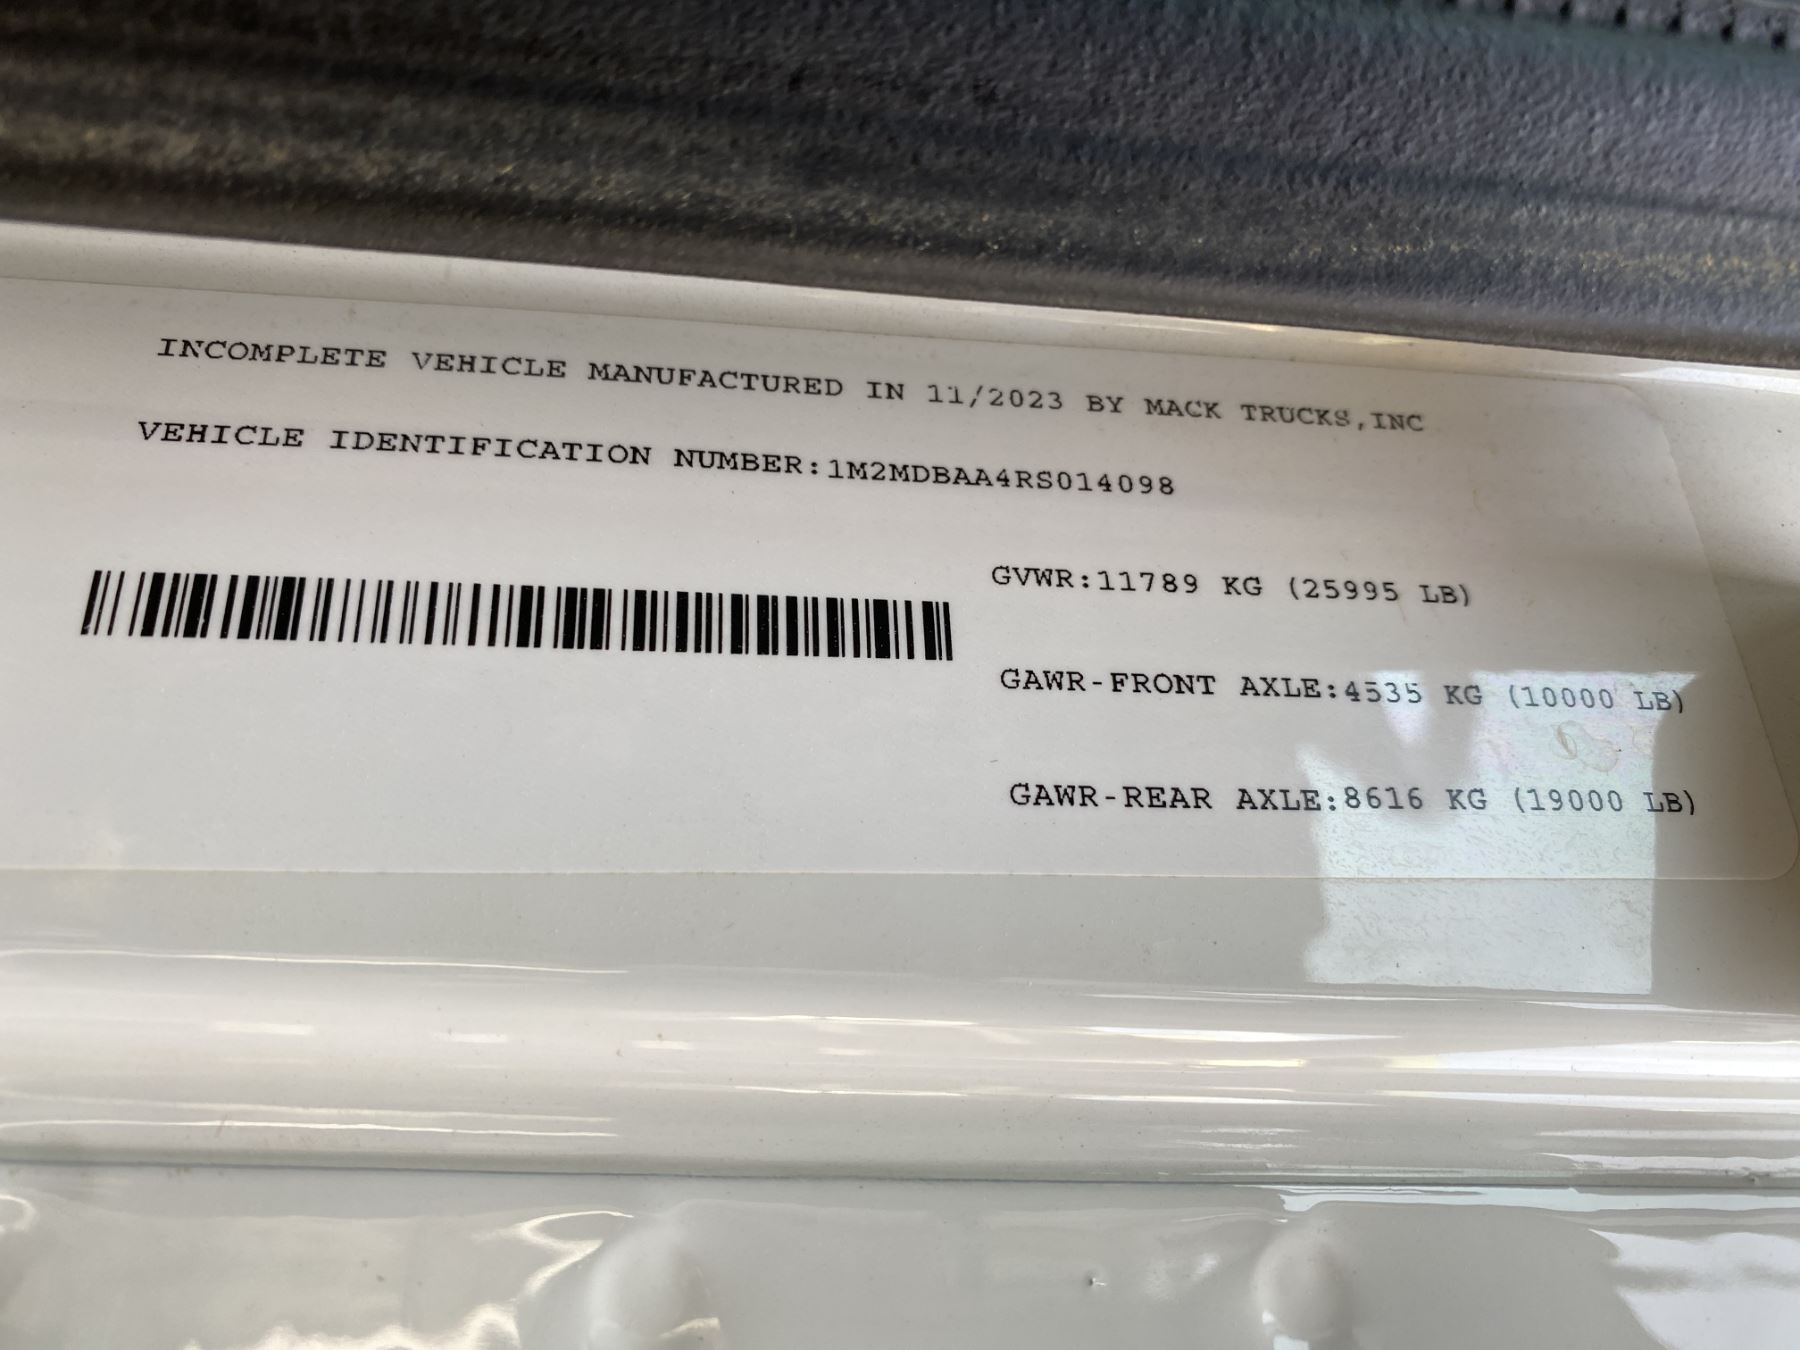 INCOMPLETE VEHICLE MANUFACTURED IN 11/2023 BY MACK TRUCKS,INC
VEHICLE IDENTIFICATION NUMBER:1M2MDBAA4RS014098
GVWR:11789 KG (25995 LB)
GAWR-FRONT AXLE:4535 KG (10000 LB)
GAWR-REAR AXLE:8616 KG (19000 LB)